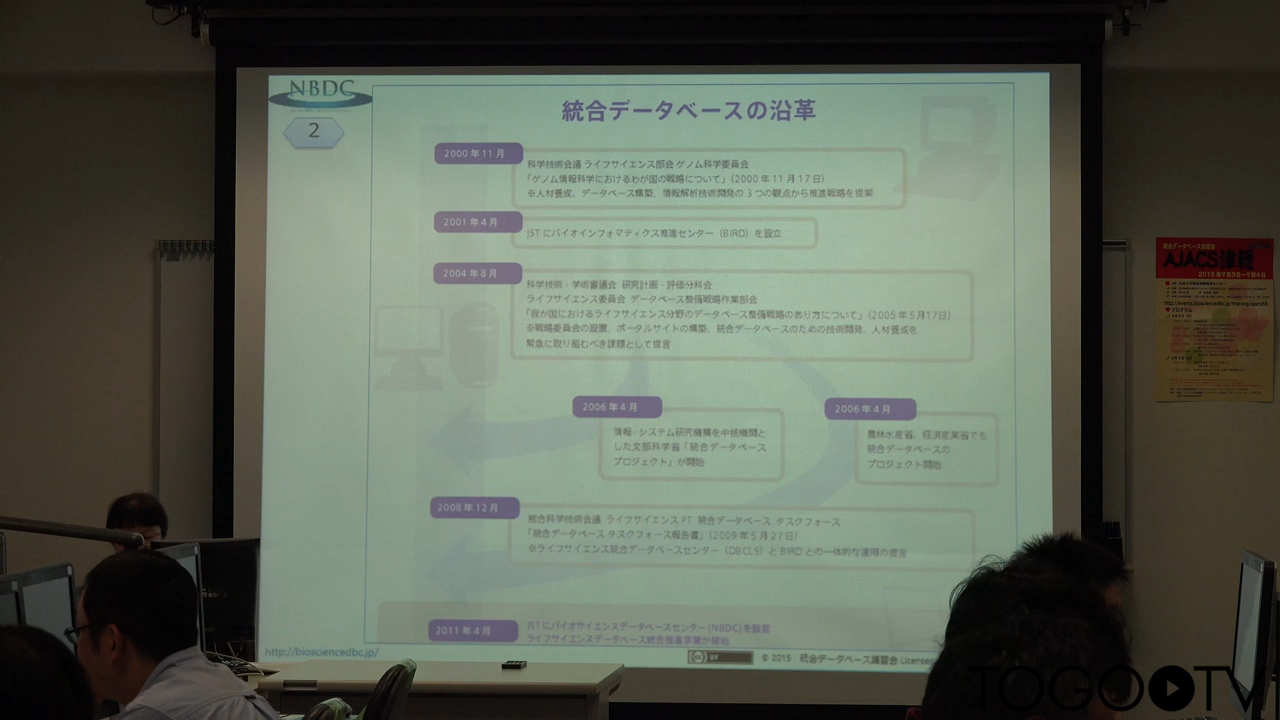 NBDC
2
統合データベースの沿革
2000年11月
科学技術会議 ライフサイエンス部会 ゲノム科学委員会
「ゲノム情報科学におけるわが国の戦略について」（2000年11月17日）
※人材養成、データベース構築、情報解析技術開発の3つの観点から推進戦略を提案
2001年4月
JSTにバイオインフォマティクス推進センター（BIRD）を設立
2004年8月
科学技術・学術審議会 研究計画・評価分科会
ライフサイエンス委員会 データベース整備戦略作業部会
「我が国におけるライフサイエンス分野のデータベース整備戦略のあり方について」（2005年5月17日）
※戦略委員会の設置、ポータルサイトの構築、統合データベースのための技術開発、人材養成を
緊急に取り組むべき課題として提言
2006年4月
情報・システム研究機構を中核機関と
した文部科学省「統合データベース
プロジェクト」が開始
2006年4月
農林水産省、経済産業省でも
統合データベースの
プロジェクト開始
2008年12月
総合科学技術会議 ライフサイエンスPT 統合データベース タスクフォース
「統合データベース タスクフォース報告書」（2009年5月27日）
※ライフサイエンス統合データベースセンター（DBCLS）とBIRDとの一体的な運用の提言
2011年4月
JSTにバイオサイエンスデータベースセンター(NBDC)を設置
ライフサイエンスデータベース統合推進事業が開始
http://biosciencedbc.jp/
cc BY
© 2015 統合データベース講習会 Licensed
統合データベース講習会
AJACS津軽
プログラム
TOGOTV